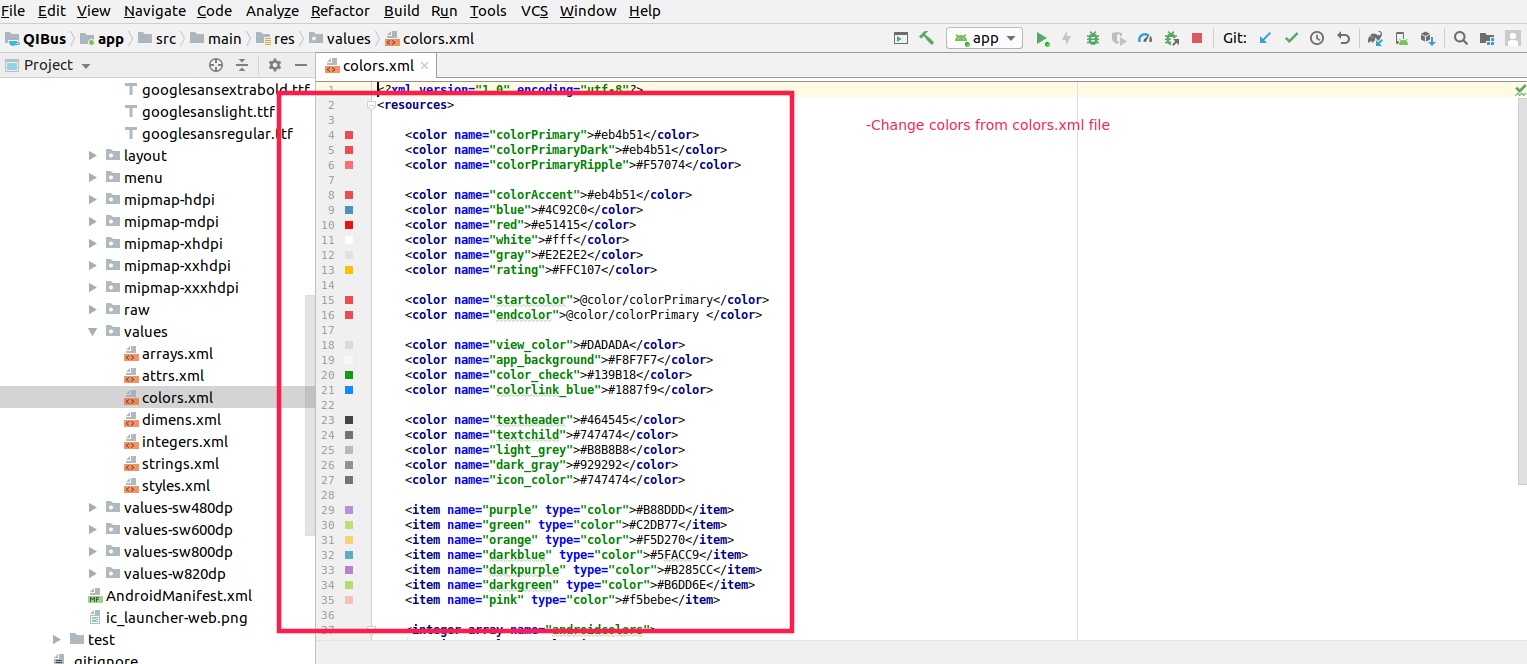 File Edit View Navigate Code Analyze Refactor Build Run Tools VCS Window Help
QIBus app src main res values colors.xml app Git:
Project colors.xml
googlesansextrabold.ttf
googlesanslight.ttf
googlesansregular.ttf
layout
menu
mipmap-hdpi
mipmap-mdpi
mipmap-xhdpi
mipmap-xxhdpi
mipmap-xxxhdpi
raw
values
arrays.xml
attrs.xml
colors.xml
dimens.xml
integers.xml
strings.xml
styles.xml
values-sw480dp
values-sw600dp
values-sw800dp
values-w820dp
AndroidManifest.xml
ic_launcher-web.png
test
.gitignore
1 <?xml version="1.0" encoding="utf-8"?>
2 <resources>
3
4 <color name="colorPrimary">#eb4b51</color>
5 <color name="colorPrimaryDark">#eb4b51</color>
6 <color name="colorPrimaryRipple">#F57074</color>
7
8 <color name="colorAccent">#eb4b51</color>
9 <color name="blue">#4C92C0</color>
10 <color name="red">#e51415</color>
11 <color name="white">#fff</color>
12 <color name="gray">#E2E2E2</color>
13 <color name="rating">#FFC107</color>
14
15 <color name="startcolor">@color/colorPrimary</color>
16 <color name="endcolor">@color/colorPrimary </color>
17
18 <color name="view_color">#DADADA</color>
19 <color name="app_background">#F8F7F7</color>
20 <color name="color_check">#139B18</color>
21 <color name="colorlink_blue">#1887f9</color>
22
23 <color name="textheader">#464545</color>
24 <color name="textchild">#747474</color>
25 <color name="light_grey">#B8B8B8</color>
26 <color name="dark_gray">#929292</color>
27 <color name="icon_color">#747474</color>
28
29 <item name="purple" type="color">#B88DDD</item>
30 <item name="green" type="color">#C2DB77</item>
31 <item name="orange" type="color">#F5D270</item>
32 <item name="darkblue" type="color">#5FACC9</item>
33 <item name="darkpurple" type="color">#B285CC</item>
34 <item name="darkgreen" type="color">#B6DD6E</item>
35 <item name="pink" type="color">#f5bebe</item>
36
37 <integer-array name="androidcolors">
-Change colors from colors.xml file